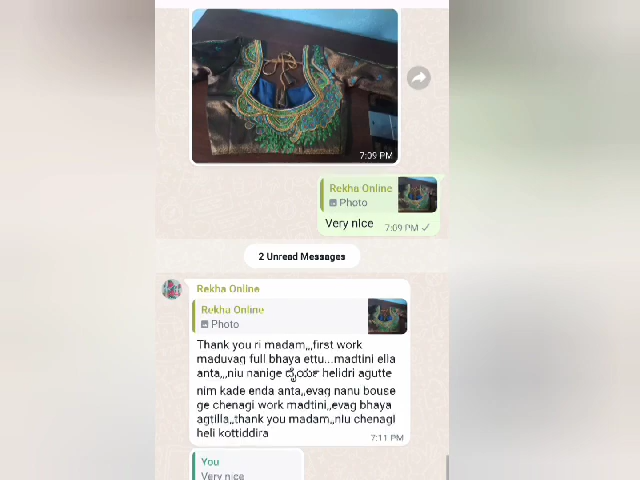 7:09 PM
Rekha Online
Photo
Very nice
7:09 PM
2 Unread Messages
Rekha Online
Rekha Online
Photo
Thank you ri madam,,,first work
maduvag full bhaya ettu...madtini ella
anta,,,niu nanige ಧೈರ್ಯ helidri agutte
nim kade enda anta,,evag nanu bouse
ge chenagi work madtini,,evag bhaya
agtilla,,thank you madam,,niu chenagi
heli kottiddira
7:11 PM
You
Very nice